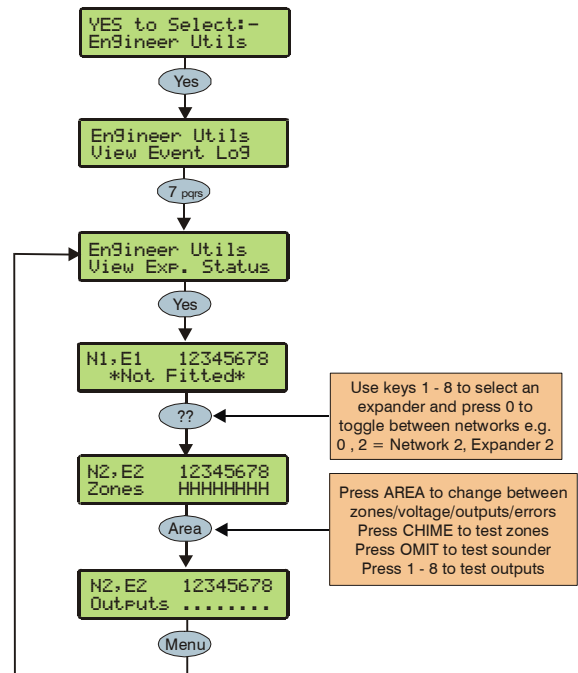 YES to Select:-
Engineer Utils
Yes
Engineer Utils
View Event Log
7 pqrs
Engineer Utils
View Exp. Status
Yes
N1,E1 12345678
*Not Fitted*
??
Use keys 1 - 8 to select an
expander and press 0 to
toggle between networks e.g.
0 , 2 = Network 2, Expander 2
N2,E2 12345678
Zones HHHHHHHH
Area
Press AREA to change between
zones/voltage/outputs/errors
Press CHIME to test zones
Press OMIT to test sounder
Press 1 - 8 to test outputs
N2,E2 12345678
Outputs ........
Menu